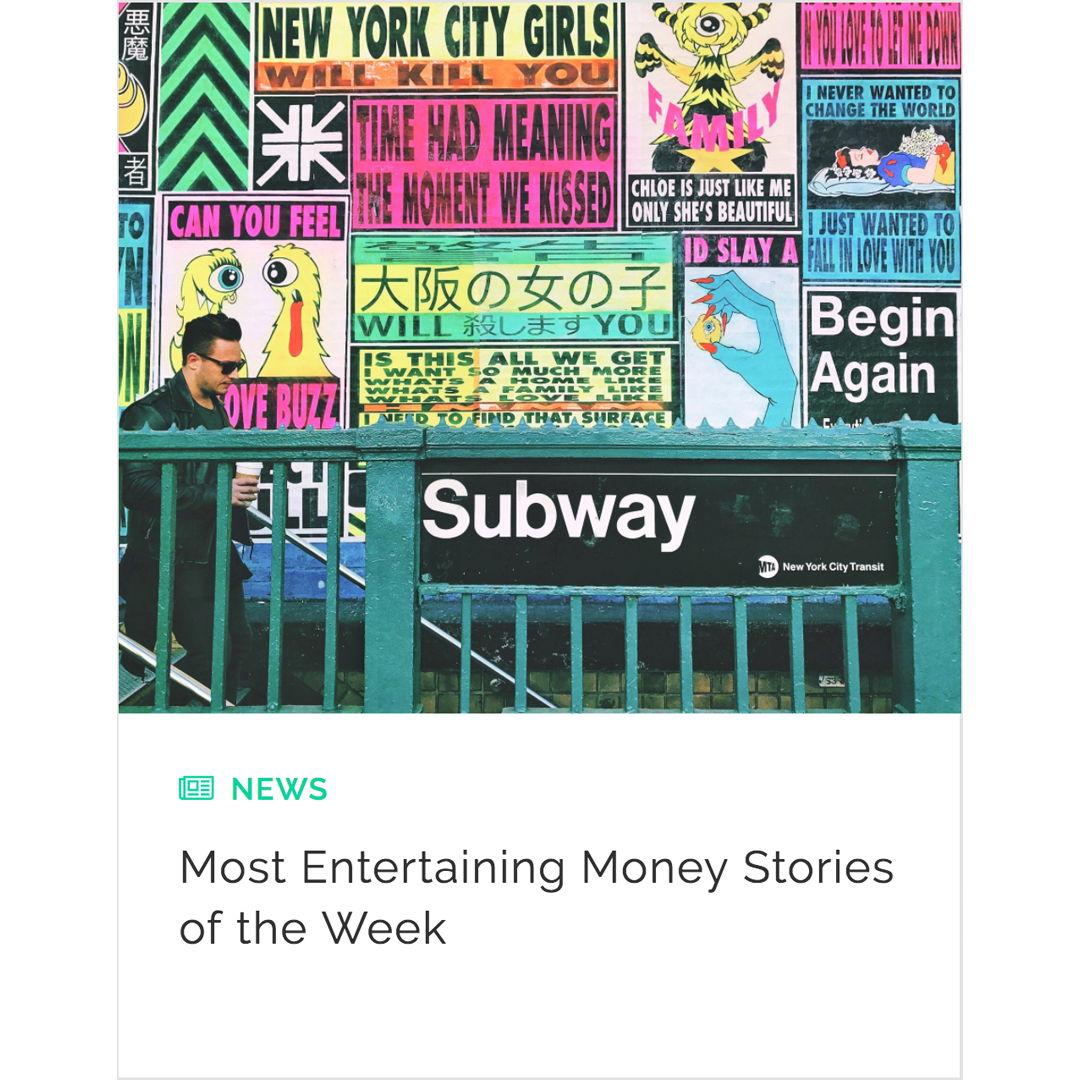 悪
魔
者
NEW YORK CITY GIRLS
WILL KILL YOU
TIME HAD MEANING
THE MOMENT WE KISSED
FAMILY
CHLOE IS JUST LIKE ME
ONLY SHE'S BEAUTIFUL
N YOU LOVE TO LET ME DOWN
I NEVER WANTED TO
CHANGE THE WORLD
I JUST WANTED TO
FALL IN LOVE WITH YOU
TO
CAN YOU FEEL
OVE BUZZ
大阪の女の子
WILL 殺します YOU
IS THIS ALL WE GET
I WANT SO MUCH MORE
WHATS A HOME LIKE
WHATS A FAMILY LIKE
WHATS LOVE LIKE
I NEED TO FIND THAT SURFACE
ID SLAY A
Begin
Again
Subway
MTA New York City Transit
NEWS
Most Entertaining Money Stories
of the Week